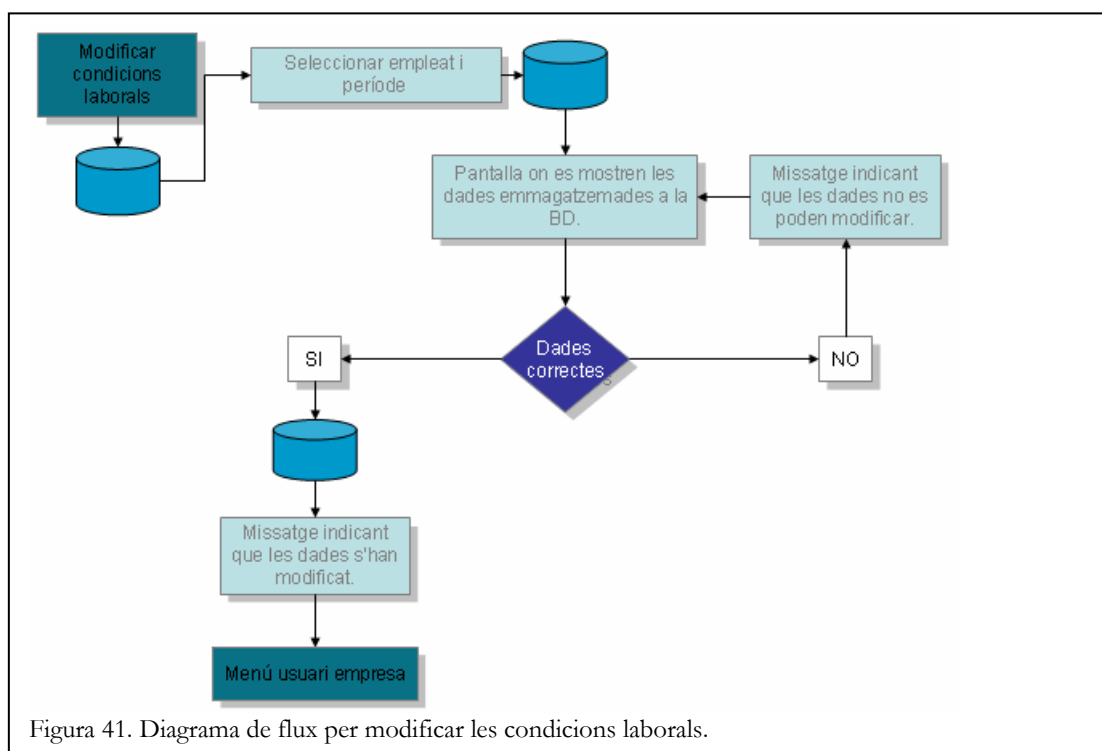 Modificar
condicions
laborals
Seleccionar empleat i
període
Pantalla on es mostren les
dades emmagatzemades a la
BD.
Missatge indicant
que les dades no es
poden modificar.
Dades
correctes
s
SI
NO
Missatge indicant
que les dades s'han
modificat.
Menú usuari empresa
Figura 41. Diagrama de flux per modificar les condicions laborals.